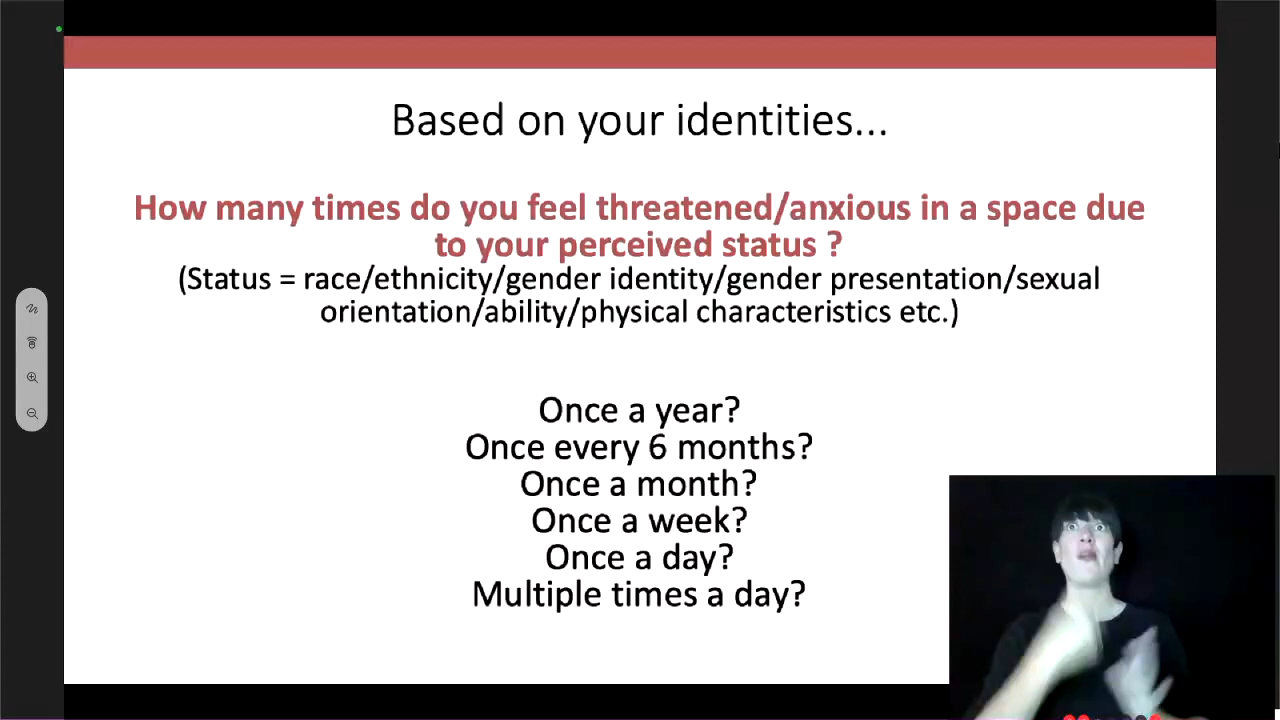 Based on your identities...
How many times do you feel threatened/anxious in a space due
to your perceived status ?
(Status = race/ethnicity/gender identity/gender presentation/sexual
orientation/ability/physical characteristics etc.)
Once a year?
Once every 6 months?
Once a month?
Once a week?
Once a day?
Multiple times a day?